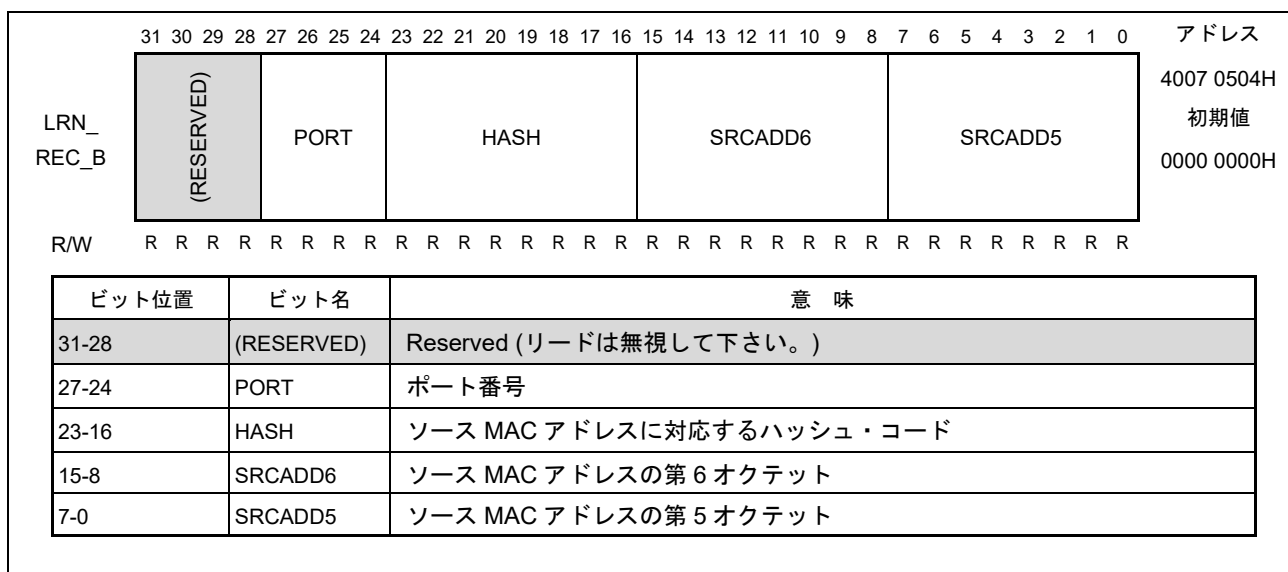 31 30 29 28 27 26 25 24 23 22 21 20 19 18 17 16 15 14 13 12 11 10 9 8 7 6 5 4 3 2 1 0 アドレス
LRN_
REC_B
(RESERVED)
PORT
HASH
SRCADD6
SRCADD5
4007 0504H
初期値
0000 0000H
R/W R R R R R R R R R R R R R R R R R R R R R R R R R R R R R R R R
ビット位置 ビット名 意 味
31-28 (RESERVED) Reserved (リードは無視して下さい。)
27-24 PORT ポート番号
23-16 HASH ソース MAC アドレスに対応するハッシュ・コード
15-8 SRCADD6 ソース MAC アドレスの第 6 オクテット
7-0 SRCADD5 ソース MAC アドレスの第 5 オクテット